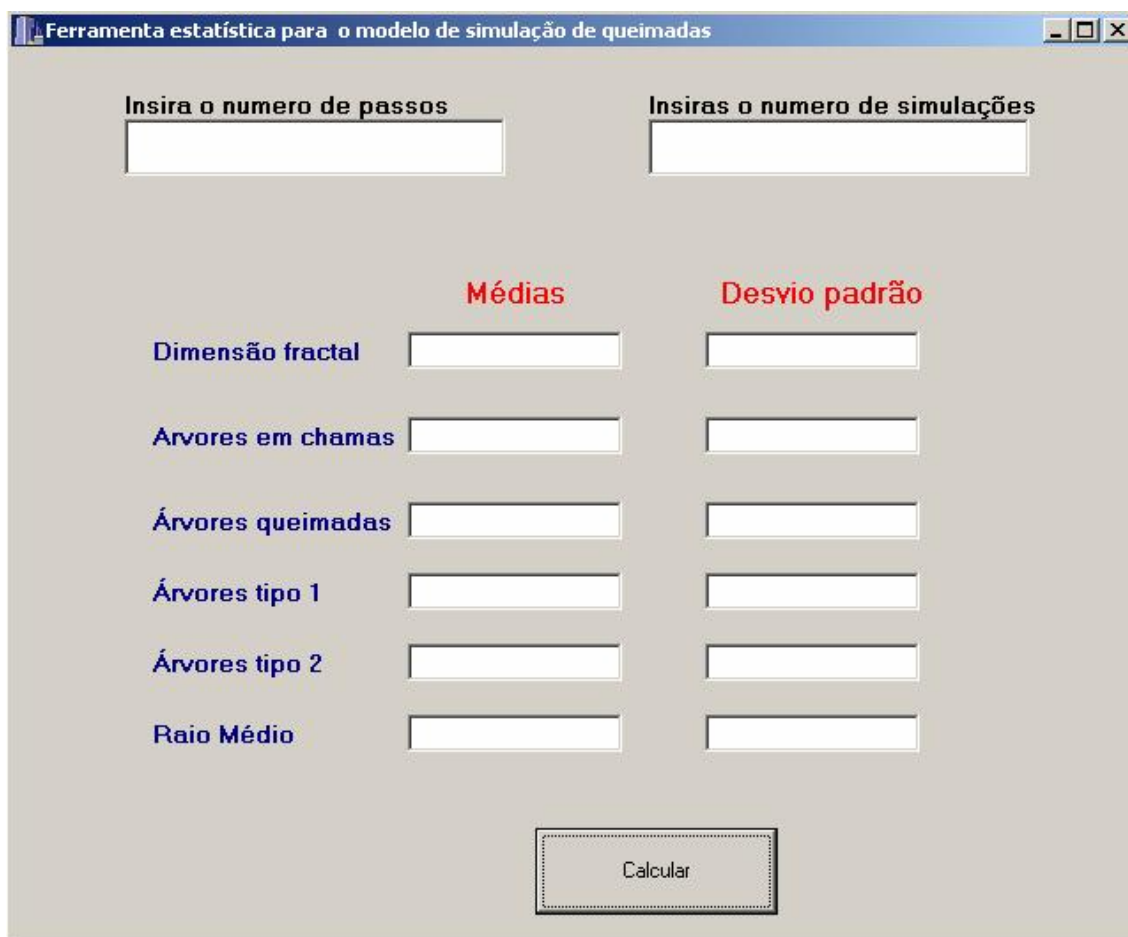 Ferramenta estatística para  o modelo de simulação de queimadas
Insira o numero de passos
Insiras o numero de simulações
Médias
Desvio padrão
Dimensão fractal
Arvores em chamas
Árvores queimadas
Árvores tipo 1
Árvores tipo 2
Raio Médio
Calcular